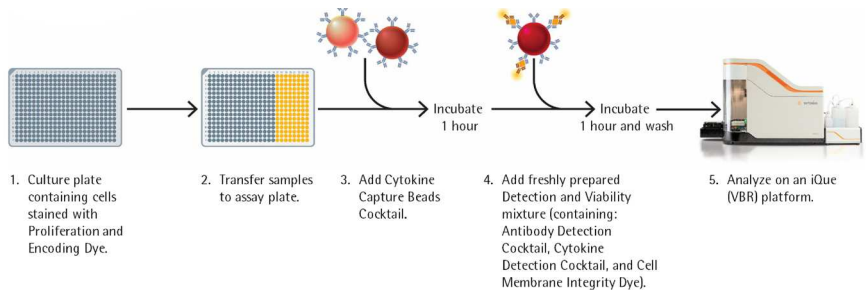 Incubate
1 hour
Incubate
1 hour and wash
1. Culture plate
containing cells
stained with
Proliferation and
Encoding Dye.
2. Transfer samples
to assay plate.
3. Add Cytokine
Capture Beads
Cocktail.
4. Add freshly prepared
Detection and Viability
mixture (containing:
Antibody Detection
Cocktail, Cytokine
Detection Cocktail, and Cell
Membrane Integrity Dye).
5. Analyze on an iQue
(VBR) platform.